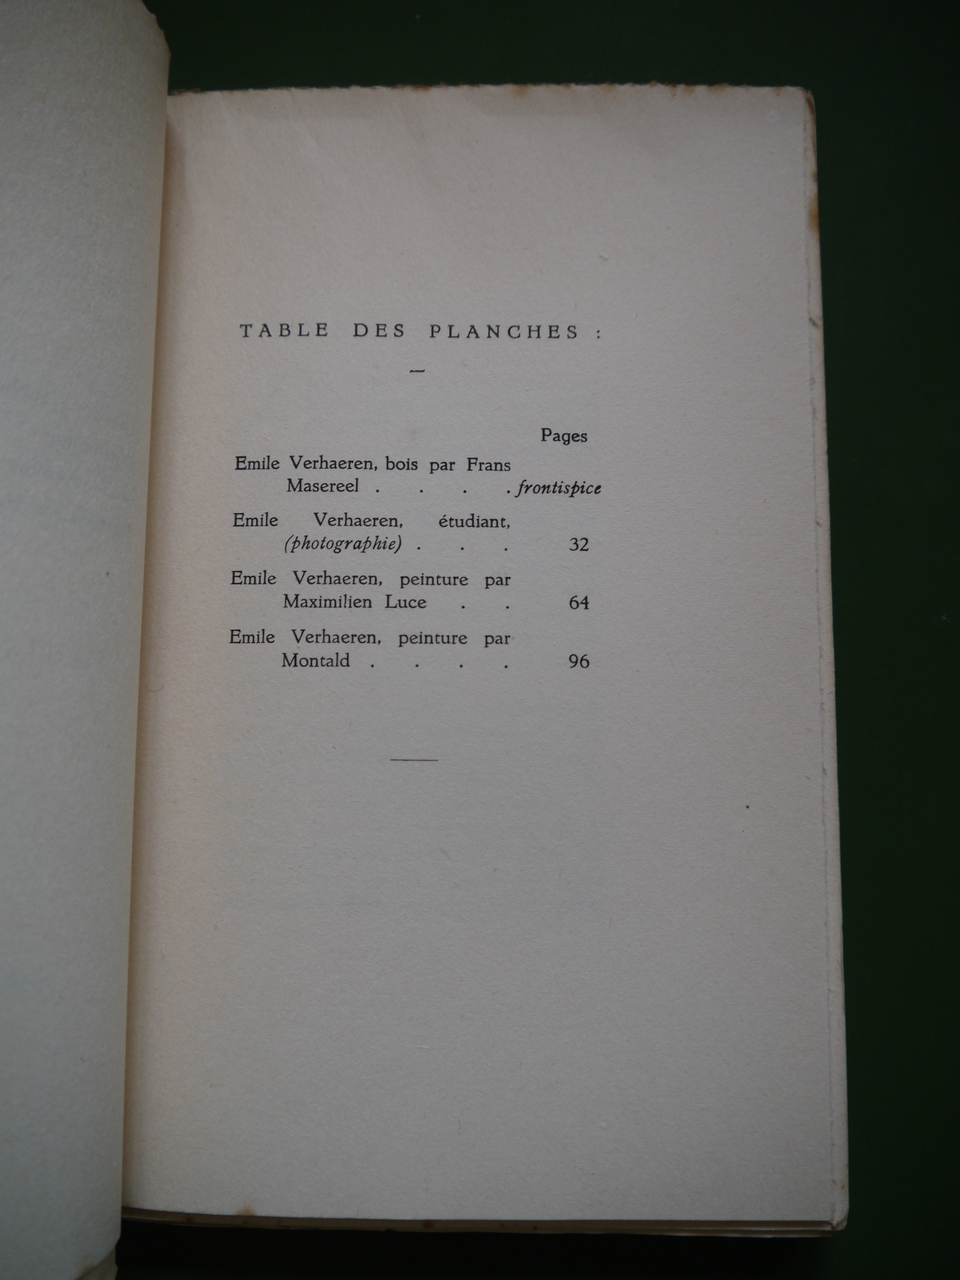 TABLE DES PLANCHES :
—
Pages
Emile Verhaeren, bois par Frans
Masereel . . . . frontispice
Emile Verhaeren, étudiant,
(photographie) . . . 32
Emile Verhaeren, peinture par
Maximilien Luce . . 64
Emile Verhaeren, peinture par
Montald . . . . 96